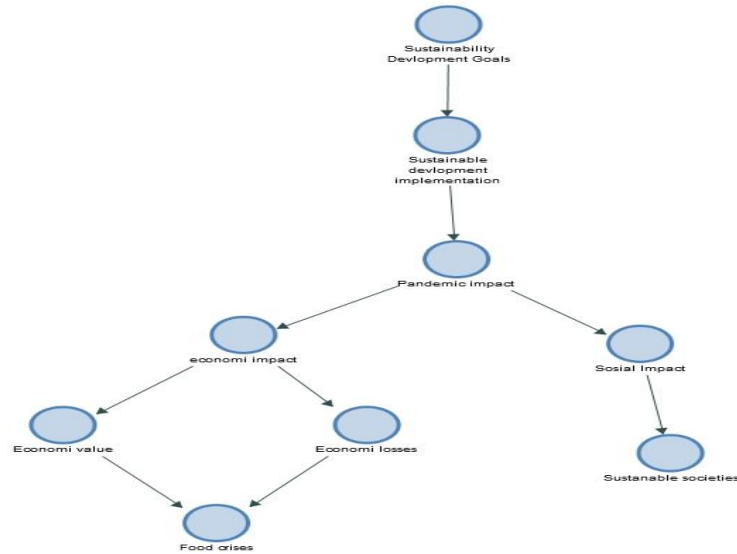 Sustainability
Devlopment Goals
Sustainable
devlopment
implementation
Pandemic impact
economi impact
Sosial Impact
Economi value
Economi losses
Sustanable societies
Food crises